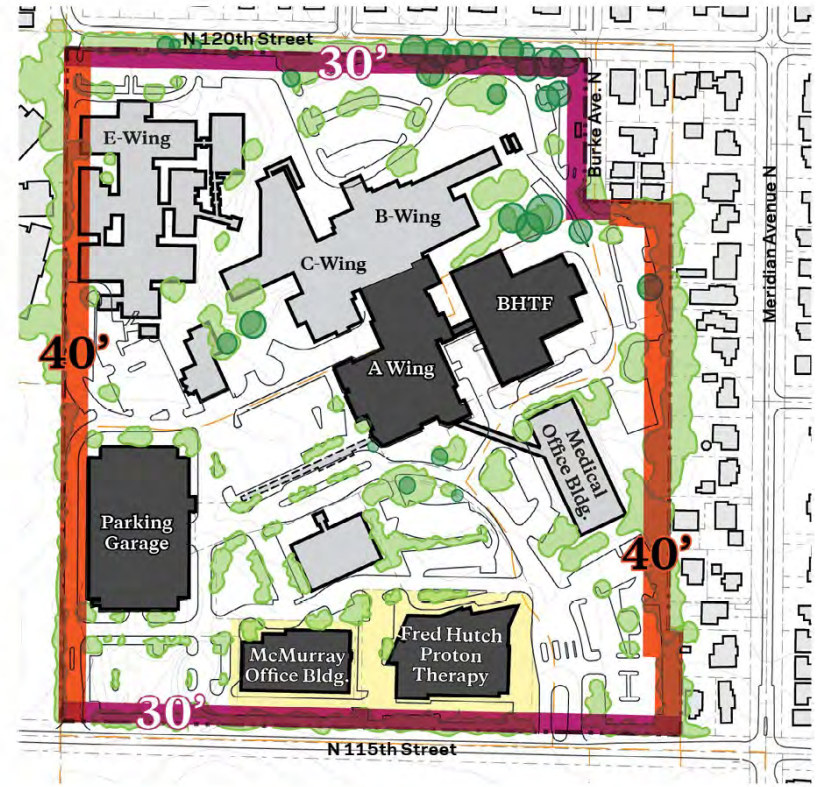 N 120th Street
30'
Burke Ave. N
E-Wing
B-Wing
Meridian Avenue N
C-Wing
BHTF
40'
A Wing
Medical
Office Bldg.
Parking
Garage
40'
McMurray
Office Bldg.
Fred Hutch
Proton
Therapy
30'
N 115th Street